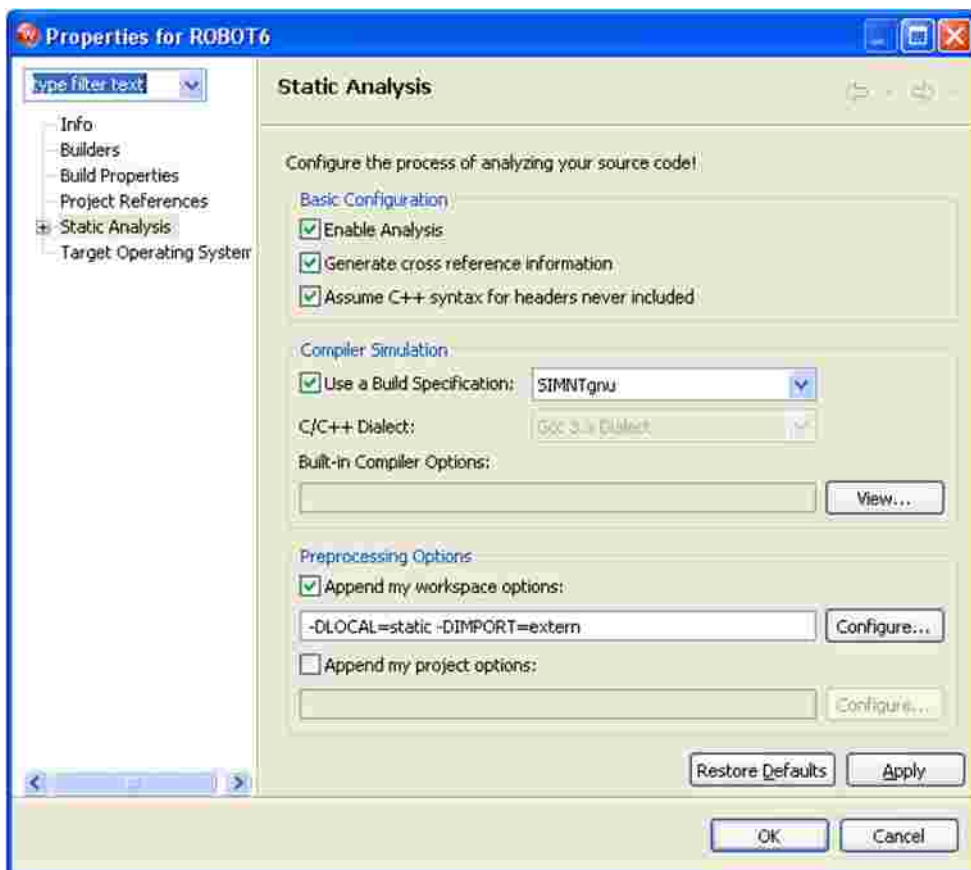 Properties for ROBOT6
type filter text
Info
Builders
Build Properties
Project References
Static Analysis
Target Operating System
Static Analysis
Configure the process of analyzing your source code!
Basic Configuration
Enable Analysis
Generate cross reference information
Assume C++ syntax for headers never included
Compiler Simulation
Use a Build Specification: SIMNTgnu
C/C++ Dialect: Gcc 3.x Dialect
Built-in Compiler Options:
View...
Preprocessing Options
Append my workspace options:
-DLOCAL=static -DIMPORT=extern Configure...
Append my project options:
Configure...
Restore Defaults Apply
OK Cancel